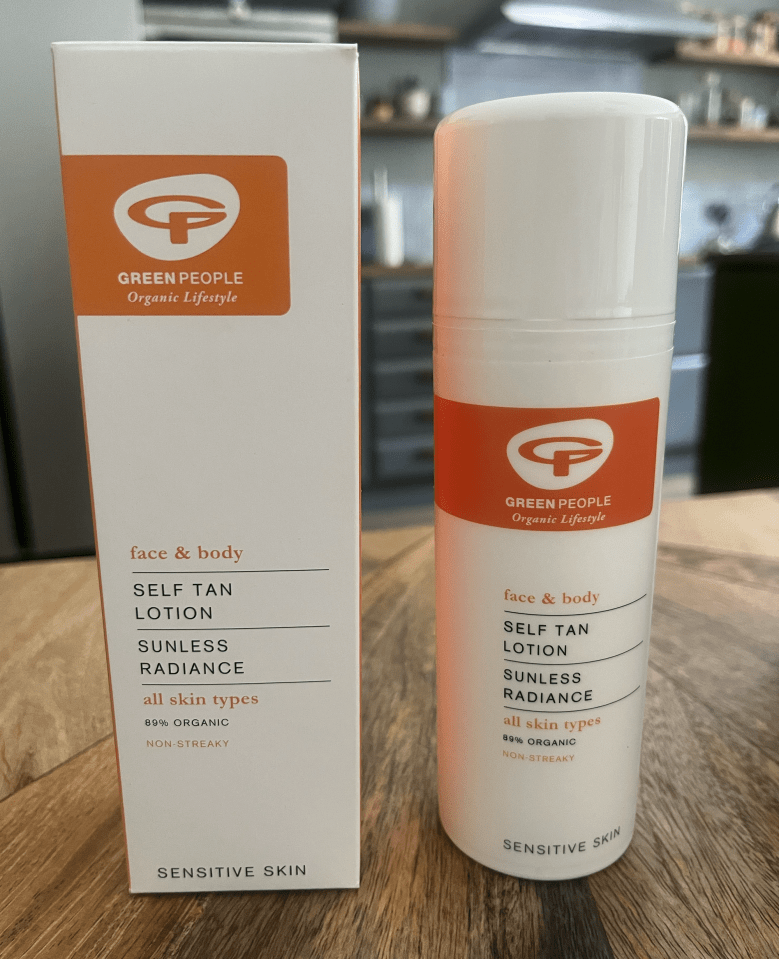 GREEN PEOPLE
Organic Lifestyle
face & body
SELF TAN
LOTION
SUNLESS
RADIANCE
all skin types
89% ORGANIC
NON-STREAKY
SENSITIVE SKIN
GREEN PEOPLE
Organic Lifestyle
face & body
SELF TAN
LOTION
SUNLESS
RADIANCE
all skin types
89% ORGANIC
NON-STREAKY
SENSITIVE SKIN